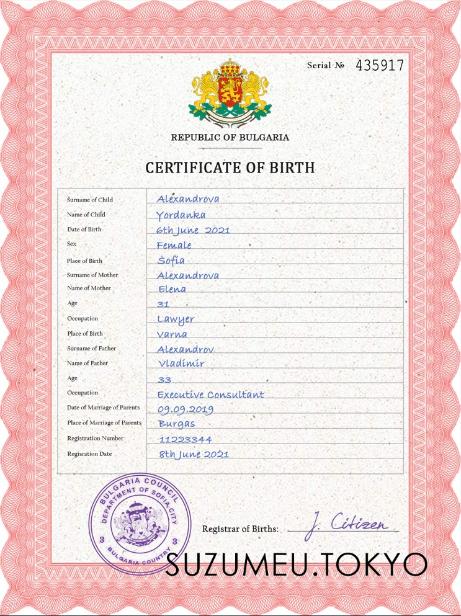 Serial № 435917
REPUBLIC OF BULGARIA
CERTIFICATE OF BIRTH
Surname of Child Alexandrova
Name of Child Yordanka
Date of Birth 6th June 2021
Sex Female
Place of Birth Sofia
Surname of Mother Alexandrova
Name of Mother Elena
Age 31
Occupation Lawyer
Place of Birth Varna
Surname of Father Alexandrov
Name of Father Vladimir
Age 33
Occupation Executive Consultant
Date of Marriage of Parents 09.09.2019
Place of Marriage of Parents Burgas
Registration Number 11223344
Registration Date 8th June 2021
BULGARIA COUNCIL
DEPARTMENT OF SOFIA CITY
3 3
BULGARIA COUNTRY
Registrar of Births: J. Citizen
SUZUMEU.TOKYO